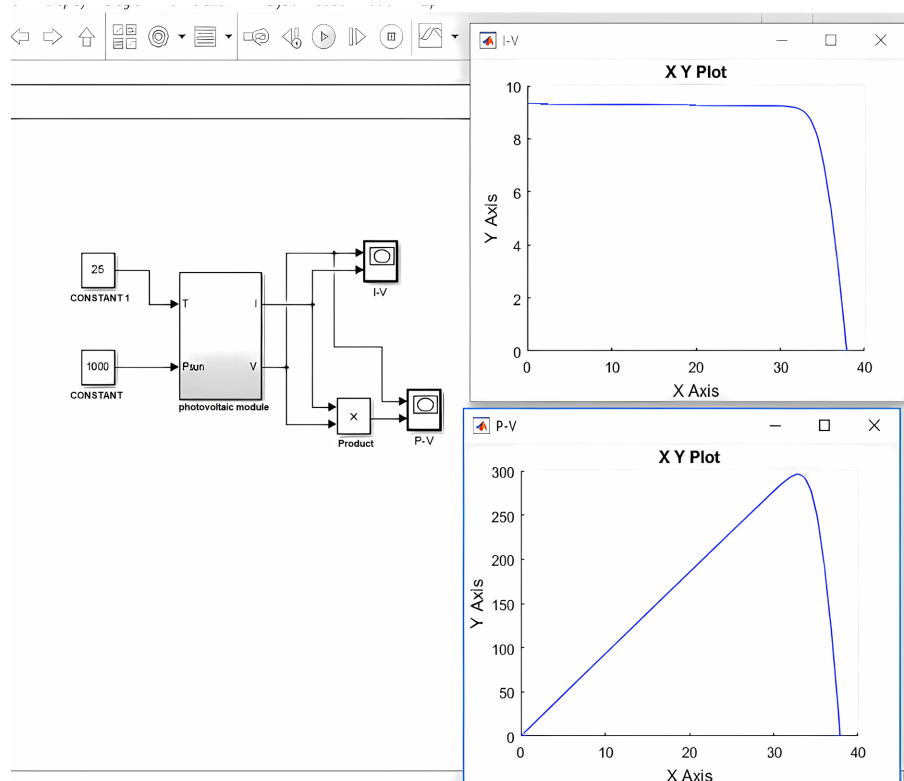 I-V
X Y Plot
10
8
6
4
2
0
Y Axis
0
10
20
30
40
X Axis
25
CONSTANT 1
1000
CONSTANT
T
I
Psun
V
photovoltaic module
I-V
×
Product
P-V
P-V
X Y Plot
300
250
200
150
100
50
0
Y Axis
0
10
20
30
40
X Axis